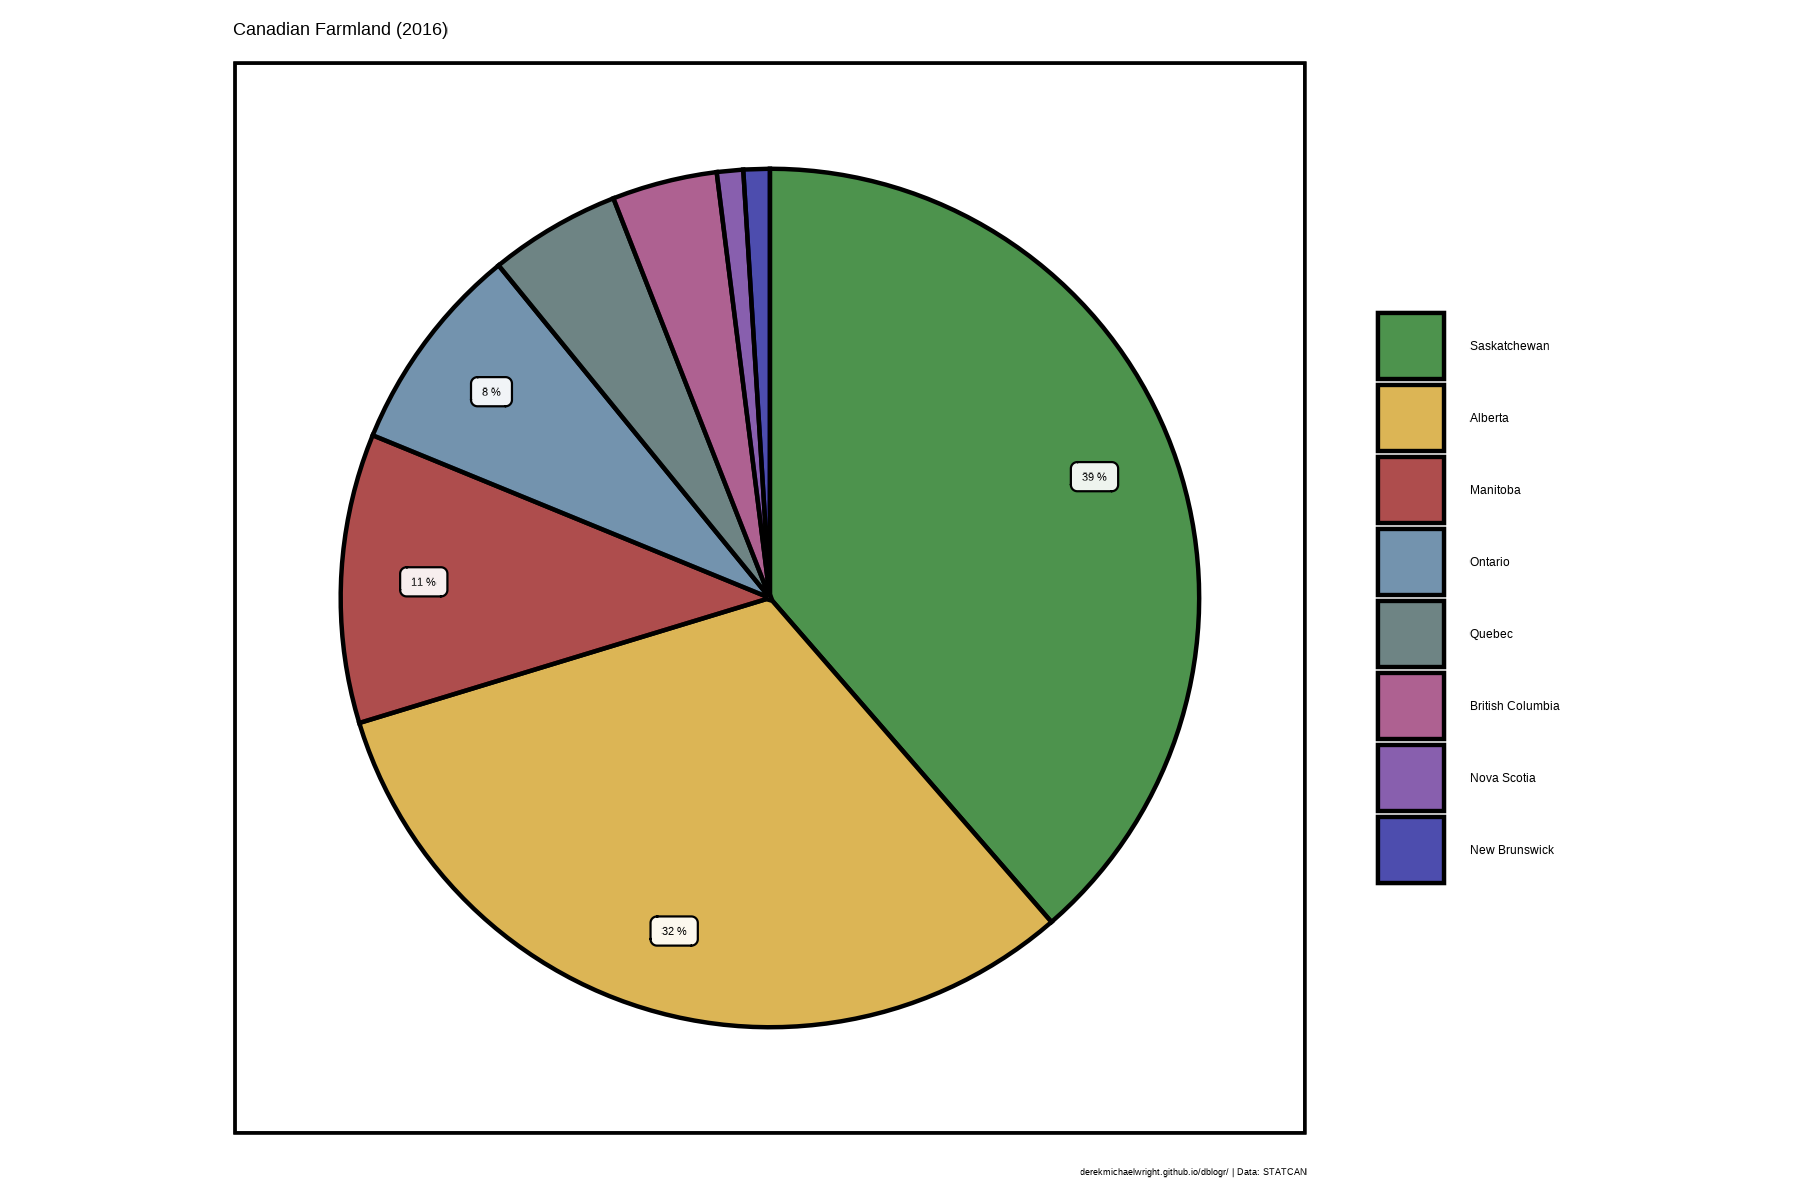 Canadian Farmland (2016)
8 %
39 %
11 %
32 %
Saskatchewan
Alberta
Manitoba
Ontario
Quebec
British Columbia
Nova Scotia
New Brunswick
derekmichaelwright.github.io/dblogr/ | Data: STATCAN